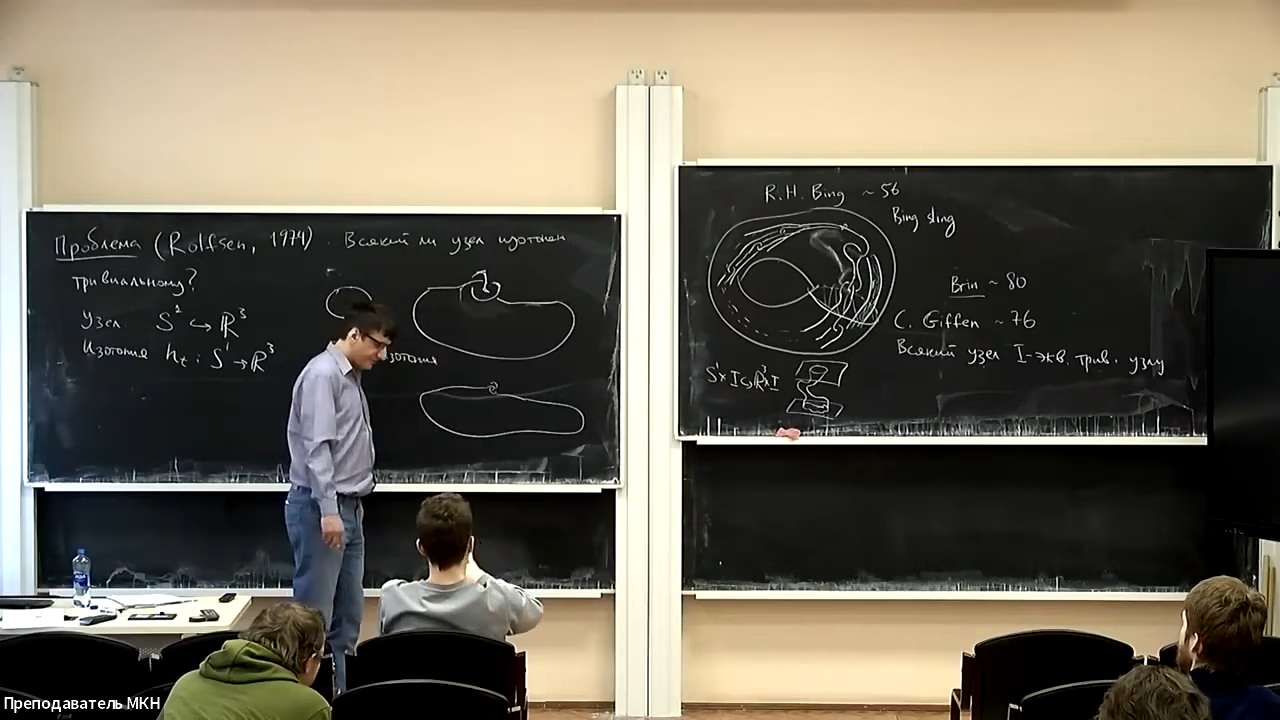 Проблема (Rolfsen, 1974). Всякий ли узел изотопен
тривиальному?
Узел S¹ ↪ ℝ³
Изотопия hₜ : S¹ → ℝ³
зотопия
R. H. Bing ~ 56
Bing sling
Brin ~ 80
C. Giffen ~ 76
Всякий узел I-экв. трив. узлу
S¹ × I ↪ ℝ³ × I
Преподаватель МКН